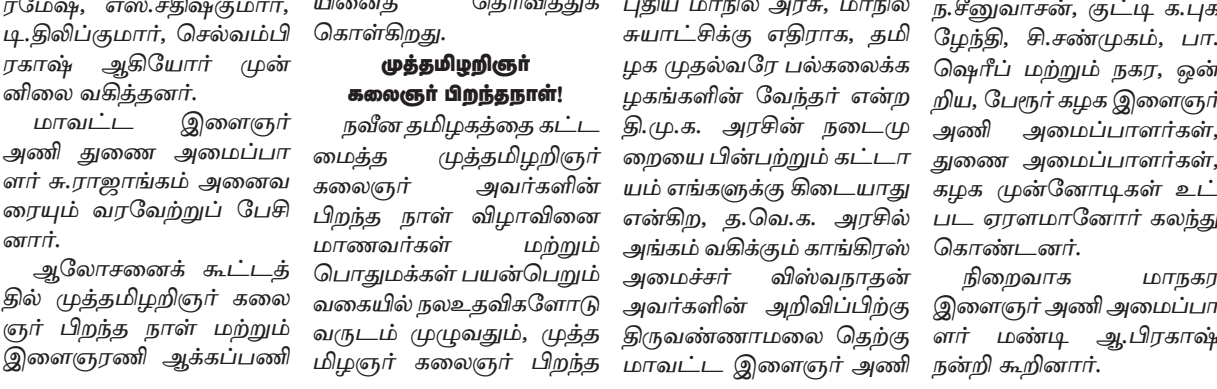 ரமேஷ், எஸ்.சதிஷ்குமார்,
டி.திலிப்குமார், செல்வம்பி
ரகாஷ் ஆகியோர் முன்
னிலை வகித்தனர்.
மாவட்ட இளைஞர்
அணி துணை அமைப்பா
ளர் சு.ராஜாங்கம் அனைவ
ரையும் வரவேற்றுப் பேசி
னார்.
ஆலோசனைக் கூட்டத்
தில் முத்தமிழறிஞர் கலை
ஞர் பிறந்த நாள் மற்றும்
இளைஞரணி ஆக்கப்பணி
யினைத் தெரிவித்துக்
கொள்கிறது.
முத்தமிழறிஞர்
கலைஞர் பிறந்தநாள்!
நவீன தமிழகத்தை கட்ட
மைத்த முத்தமிழறிஞர்
கலைஞர் அவர்களின்
பிறந்த நாள் விழாவினை
மாணவர்கள் மற்றும்
பொதுமக்கள் பயன்பெறும்
வகையில் நலஉதவிகளோடு
வருடம் முழுவதும், முத்த
மிழஞர் கலைஞர் பிறந்த
புதிய மாநில அரசு, மாநில
சுயாட்சிக்கு எதிராக, தமி
ழக முதல்வரே பல்கலைக்க
ழகங்களின் வேந்தர் என்ற
தி.மு.க. அரசின் நடைமு
றையை பின்பற்றும் கட்டா
யம் எங்களுக்கு கிடையாது
என்கிற, த.வெ.க. அரசில்
அங்கம் வகிக்கும் காங்கிரஸ்
அமைச்சர் விஸ்வநாதன்
அவர்களின் அறிவிப்பிற்கு
திருவண்ணாமலை தெற்கு
மாவட்ட இளைஞர் அணி
ந.சீனுவாசன், குட்டி க.புக
ழேந்தி, சி.சண்முகம், பா.
ஷெரீப் மற்றும் நகர, ஒன்
றிய, பேரூர் கழக இளைஞர்
அணி அமைப்பாளர்கள்,
துணை அமைப்பாளர்கள்,
கழக முன்னோடிகள் உட்
பட ஏராளமானோர் கலந்து
கொண்டனர்.
நிறைவாக மாநகர
இளைஞர் அணி அமைப்பா
ளர் மண்டி ஆ.பிரகாஷ்
நன்றி கூறினார்.